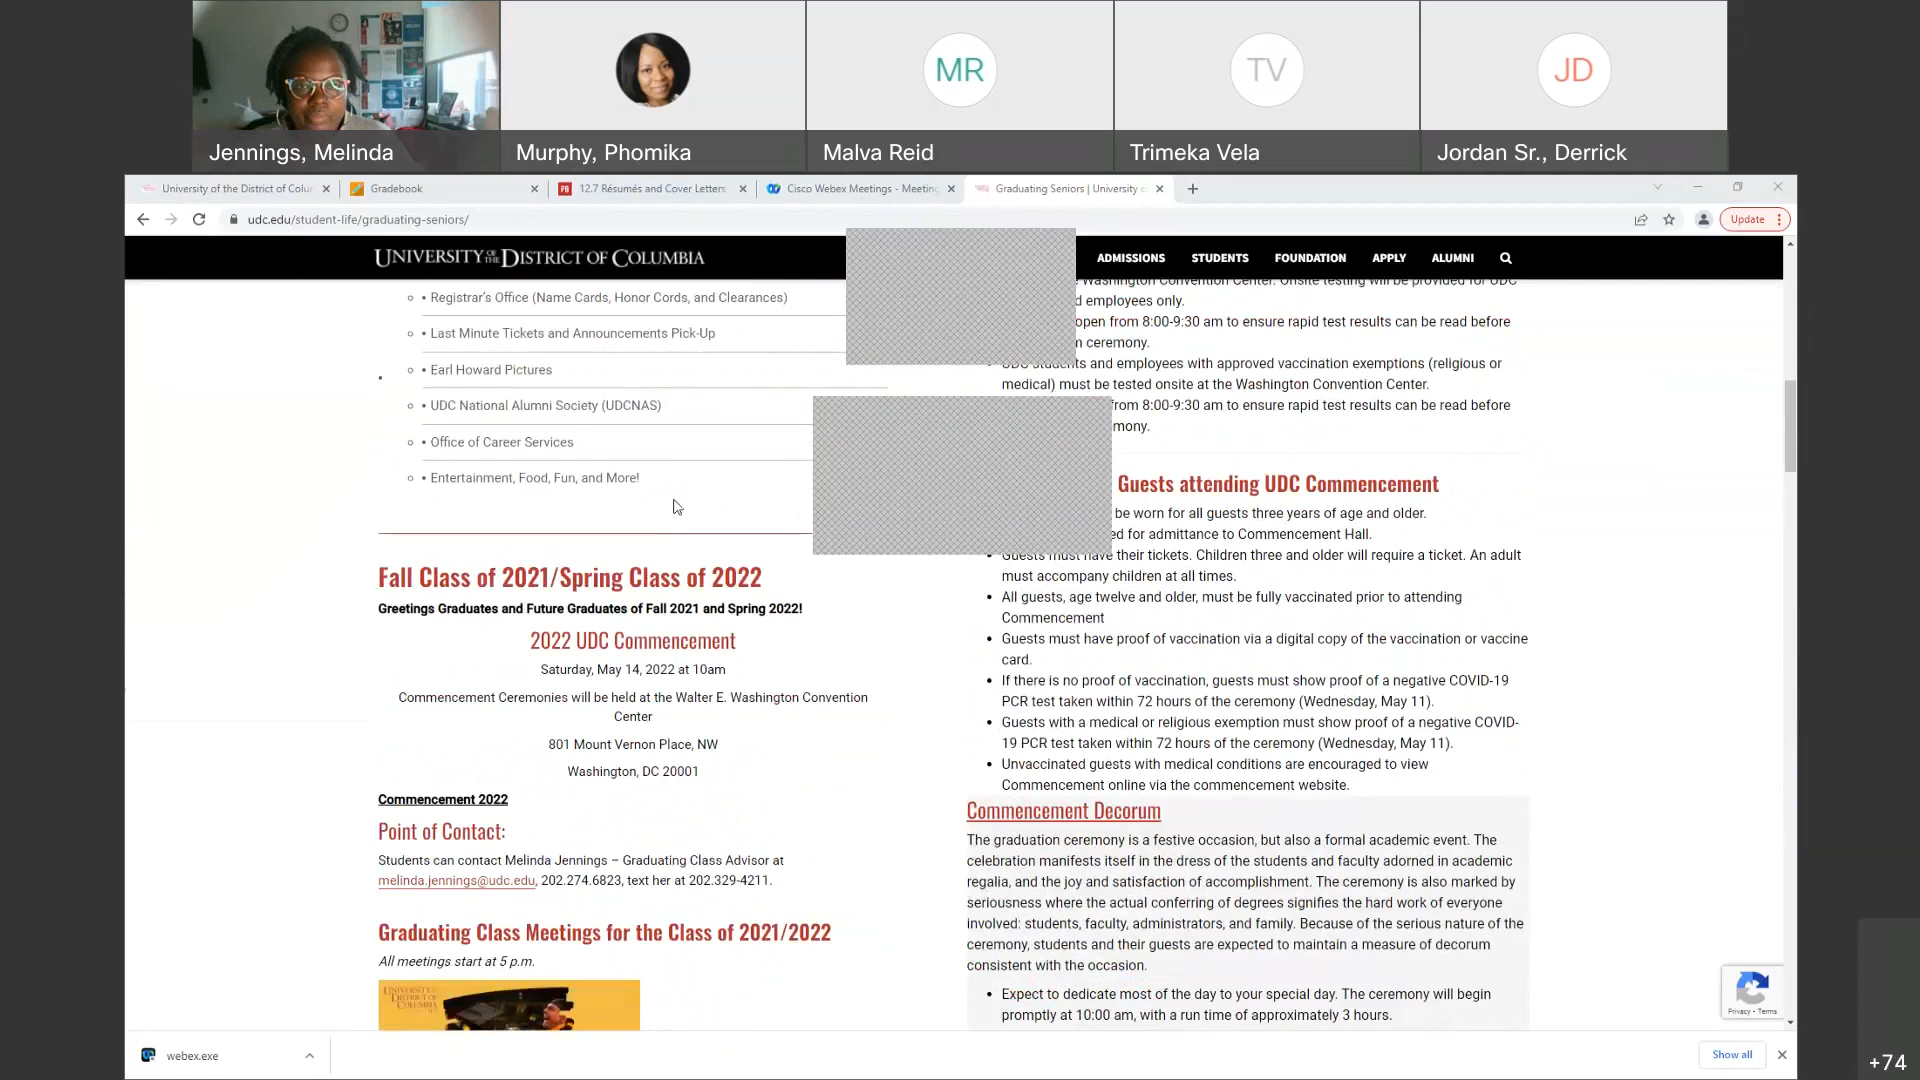 Jennings, Melinda
Murphy, Phomika
MR
Malva Reid
TV
Trimeka Vela
JD
Jordan Sr., Derrick
University of the District of Colu
Gradebook
12.7 Résumés and Cover Letters
Cisco Webex Meetings - Meeting
Graduating Seniors | University o
udc.edu/student-life/graduating-seniors/
Update
UNIVERSITY OF THE DISTRICT OF COLUMBIA
ADMISSIONS
STUDENTS
FOUNDATION
APPLY
ALUMNI
• Registrar’s Office (Name Cards, Honor Cords, and Clearances)
• Last Minute Tickets and Announcements Pick-Up
• Earl Howard Pictures
• UDC National Alumni Society (UDCNAS)
• Office of Career Services
• Entertainment, Food, Fun, and More!
Fall Class of 2021/Spring Class of 2022
Greetings Graduates and Future Graduates of Fall 2021 and Spring 2022!
2022 UDC Commencement
Saturday, May 14, 2022 at 10am
Commencement Ceremonies will be held at the Walter E. Washington Convention
Center
801 Mount Vernon Place, NW
Washington, DC 20001
Commencement 2022
Point of Contact:
Students can contact Melinda Jennings – Graduating Class Advisor at
melinda.jennings@udc.edu, 202.274.6823, text her at 202.329-4211.
Graduating Class Meetings for the Class of 2021/2022
All meetings start at 5 p.m.
UNIVERSITY OF THE DISTRICT OF COLUMBIA
Washington Convention Center. Onsite testing will be provided for UDC
employees only.
open from 8:00-9:30 am to ensure rapid test results can be read before
ceremony.
UDC students and employees with approved vaccination exemptions (religious or
medical) must be tested onsite at the Washington Convention Center.
from 8:00-9:30 am to ensure rapid test results can be read before
Guests attending UDC Commencement
be worn for all guests three years of age and older.
for admittance to Commencement Hall.
Guests must have their tickets. Children three and older will require a ticket. An adult
must accompany children at all times.
• All guests, age twelve and older, must be fully vaccinated prior to attending
Commencement
• Guests must have proof of vaccination via a digital copy of the vaccination or vaccine
card.
• If there is no proof of vaccination, guests must show proof of a negative COVID-19
PCR test taken within 72 hours of the ceremony (Wednesday, May 11).
• Guests with a medical or religious exemption must show proof of a negative COVID-
19 PCR test taken within 72 hours of the ceremony (Wednesday, May 11).
• Unvaccinated guests with medical conditions are encouraged to view
Commencement online via the commencement website.
Commencement Decorum
The graduation ceremony is a festive occasion, but also a formal academic event. The
celebration manifests itself in the dress of the students and faculty adorned in academic
regalia, and the joy and satisfaction of accomplishment. The ceremony is also marked by
seriousness where the actual conferring of degrees signifies the hard work of everyone
involved: students, faculty, administrators, and family. Because of the serious nature of the
ceremony, students and their guests are expected to maintain a measure of decorum
consistent with the occasion.
• Expect to dedicate most of the day to your special day. The ceremony will begin
promptly at 10:00 am, with a run time of approximately 3 hours.
Privacy - Terms
webex.exe
Show all
+74